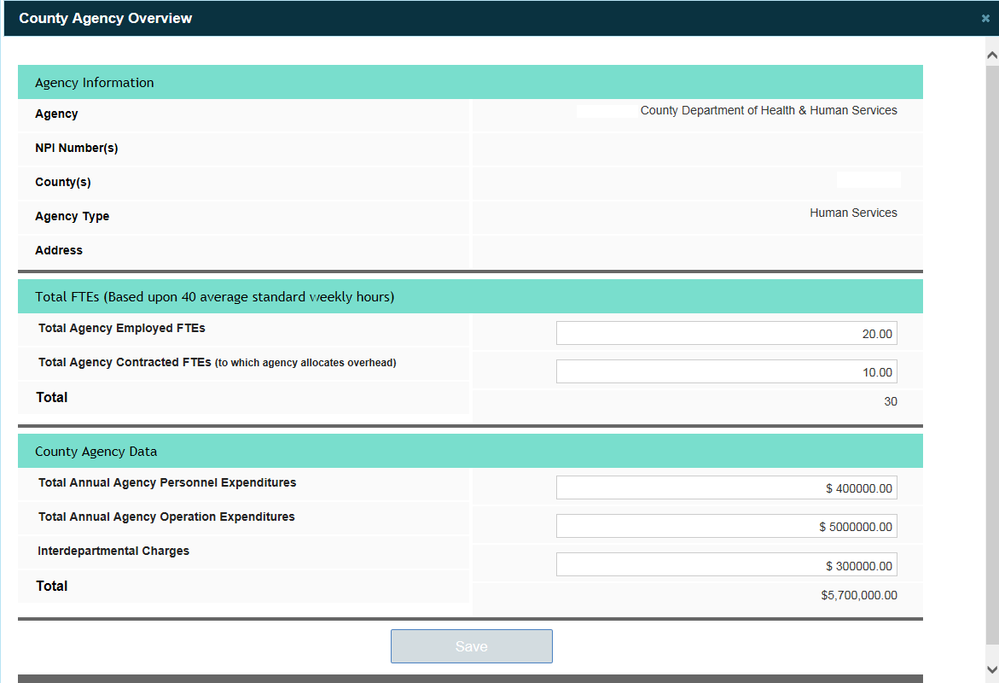 County Agency Overview
Agency Information
Agency County Department of Health & Human Services
NPI Number(s)
County(s)
Agency Type Human Services
Address
Total FTEs (Based upon 40 average standard weekly hours)
Total Agency Employed FTEs 20.00
Total Agency Contracted FTEs (to which agency allocates overhead) 10.00
Total 30
County Agency Data
Total Annual Agency Personnel Expenditures $ 400000.00
Total Annual Agency Operation Expenditures $ 5000000.00
Interdepartmental Charges $ 300000.00
Total $5,700,000.00
Save